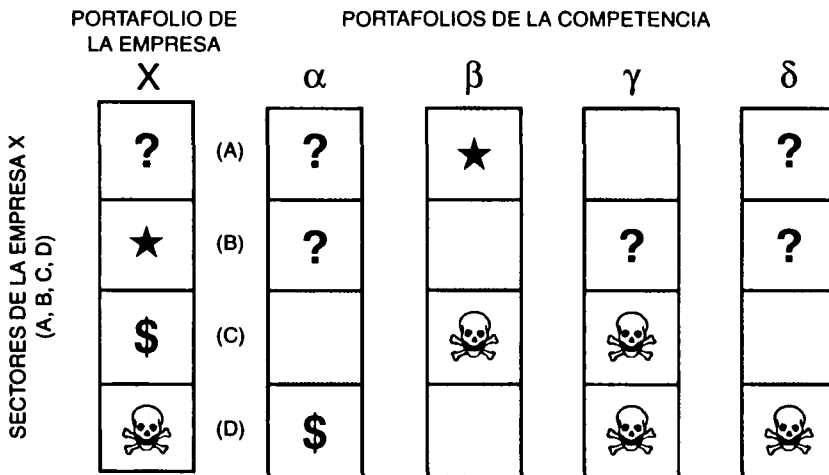 PORTAFOLIO DE
LA EMPRESA
PORTAFOLIOS DE LA COMPETENCIA
X α β γ δ
? (A) ? ?
(B) ? ? ?
$ (C)
(D) $
SECTORES DE LA EMPRESA X
(A, B, C, D)